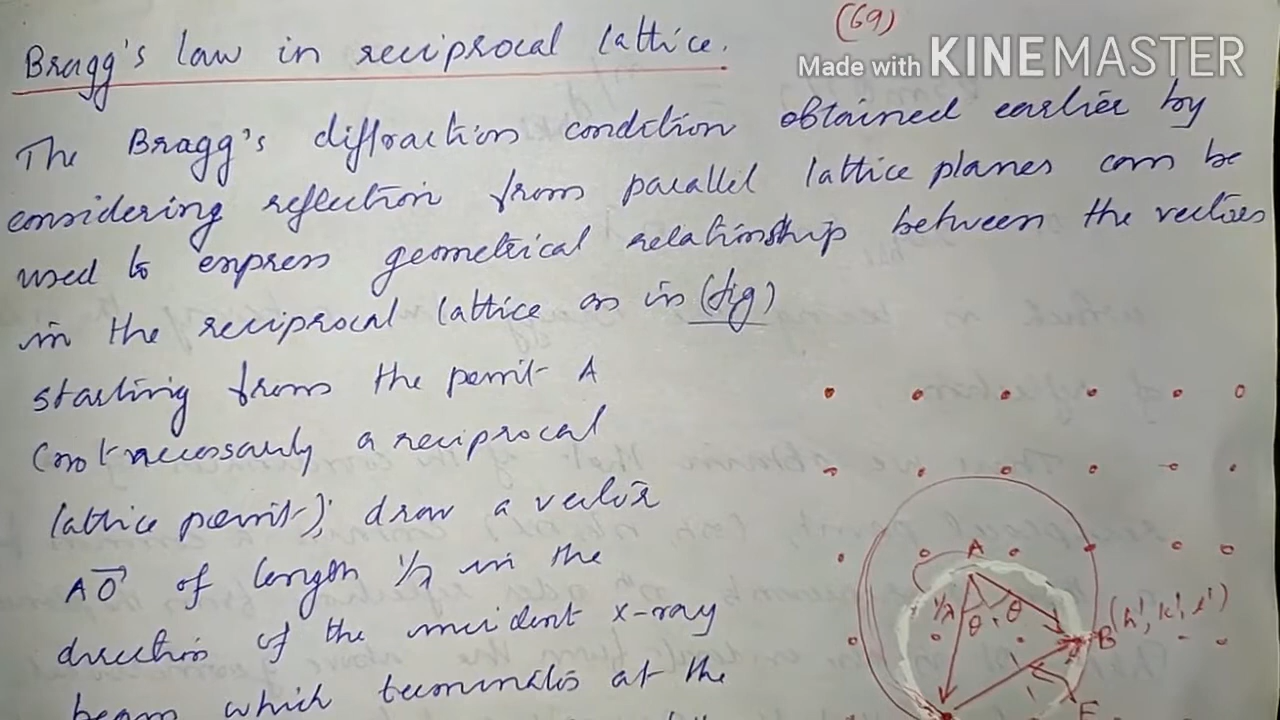 (69)
Made with KINEMASTER
Bragg's law in reciprocal lattice.
The Bragg's diffraction condition obtained earlier by
considering reflection from parallel lattice planes can be
used to express geometrical relationship between the vectors
in the reciprocal lattice as in (fig)
starting from the point A
(not necessarily a reciprocal
lattice point); draw a vector
AO of length 1/λ in the
direction of the incident x-ray
beam which terminates at the
A
1/λ
θ θ
B (h', k', l')
E